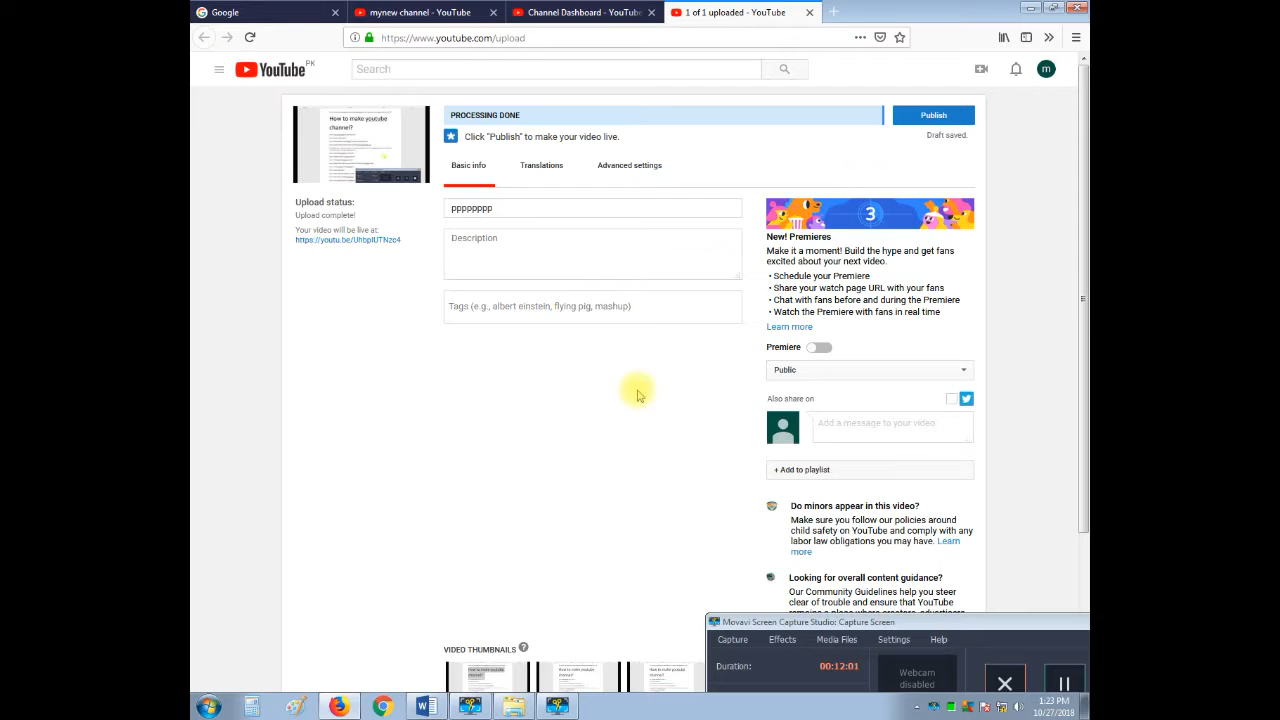 Google
mynew channel - YouTube
Channel Dashboard - YouTube
1 of 1 uploaded - YouTube
https://www.youtube.com/upload
YouTube PK
Search
m
How to make youtube
channel?
PROCESSING DONE
Publish
Click "Publish" to make your video live.
Draft saved.
Basic info
Translations
Advanced settings
Upload status:
Upload complete!
Your video will be live at:
https://youtu.be/UhbpIUTNzc4
pppppppp
Description
Tags (e.g., albert einstein, flying pig, mashup)
3
New! Premieres
Make it a moment! Build the hype and get fans
excited about your next video.
• Schedule your Premiere
• Share your watch page URL with your fans
• Chat with fans before and during the Premiere
• Watch the Premiere with fans in real time
Learn more
Premiere
Public
Also share on
Add a message to your video
+ Add to playlist
Do minors appear in this video?
Make sure you follow our policies around
child safety on YouTube and comply with any
labor law obligations you may have. Learn
more
Looking for overall content guidance?
Our Community Guidelines help you steer
clear of trouble and ensure that YouTube
VIDEO THUMBNAILS ?
Movavi Screen Capture Studio: Capture Screen
Capture Effects Media Files Settings Help
Duration: 00:12:01
Webcam
disabled
1:23 PM
10/27/2018